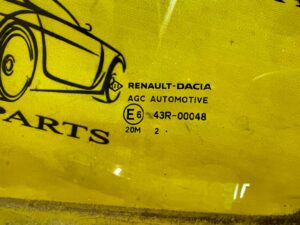 RENAULT-DACIA
AGC AUTOMOTIVE
E6 43R-00048
20M 2
PARTS